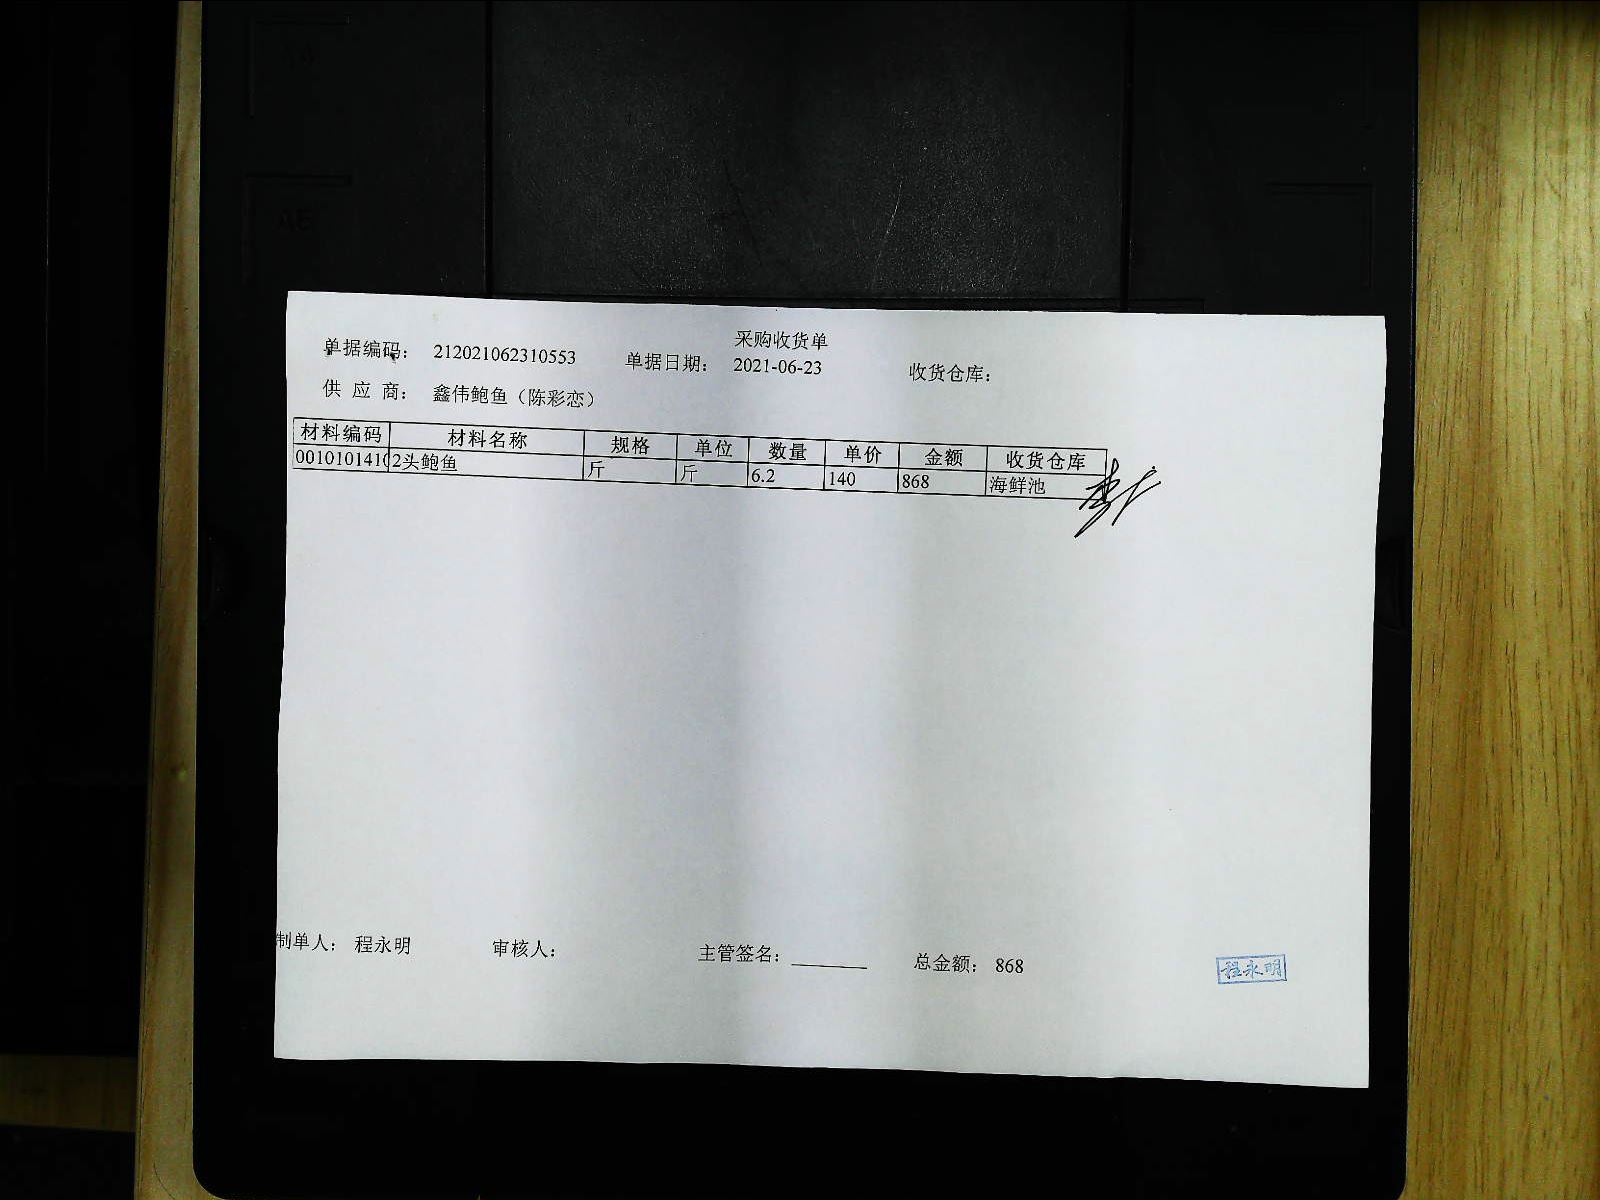 采购收货单
单据编码： 212021062310553 单据日期： 2021-06-23 收货仓库：
供 应 商： 鑫伟鲍鱼（陈彩恋）
材料编码 材料名称 规格 单位 数量 单价 金额 收货仓库
0010101410 2头鲍鱼 斤 斤 6.2 140 868 海鲜池
制单人： 程永明 审核人： 主管签名： 总金额： 868
程永明